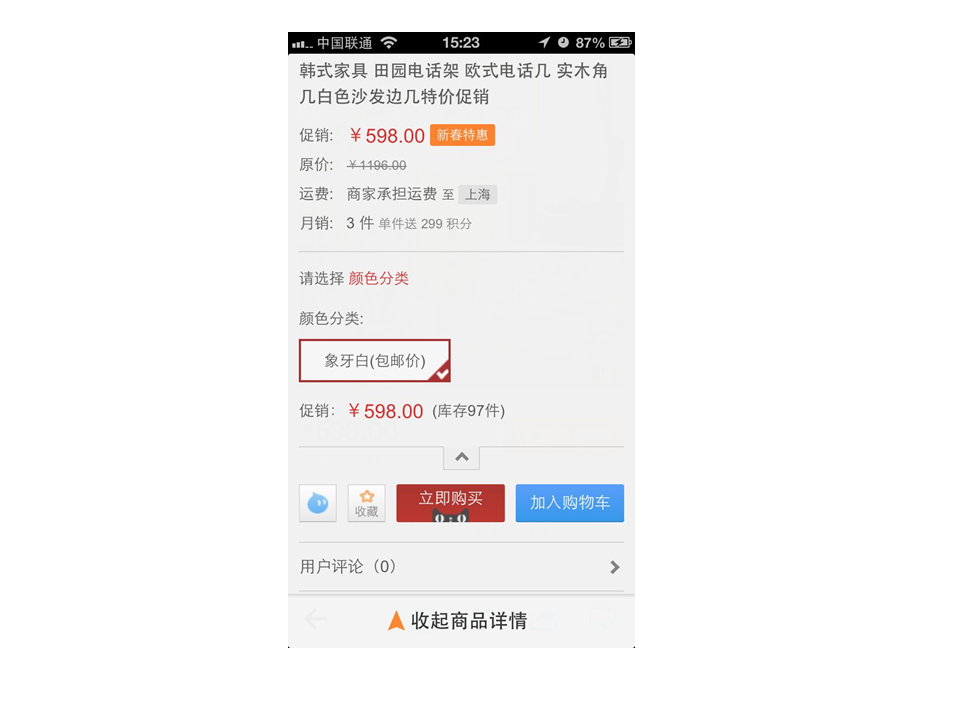 中国联通 15:23 87%
韩式家具 田园电话架 欧式电话几 实木角
几白色沙发边几特价促销
促销: ￥598.00 新春特惠
原价: ￥1196.00
运费: 商家承担运费 至 上海
月销: 3 件 单件送 299 积分
请选择 颜色分类
颜色分类:
象牙白(包邮价)
促销: ￥598.00 (库存97件)
收藏 立即购买 加入购物车
用户评论（0）
收起商品详情